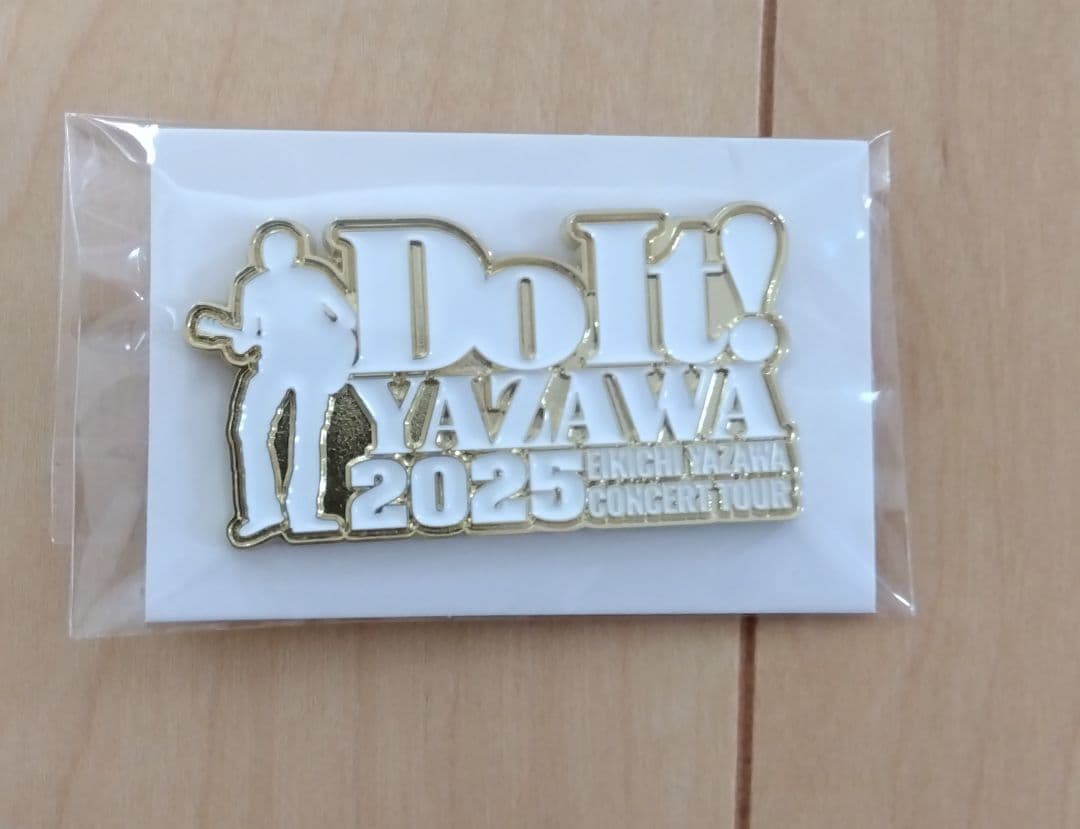 Do It!
YAZAWA
2025
EIKICHI YAZAWA
CONCERT TOUR